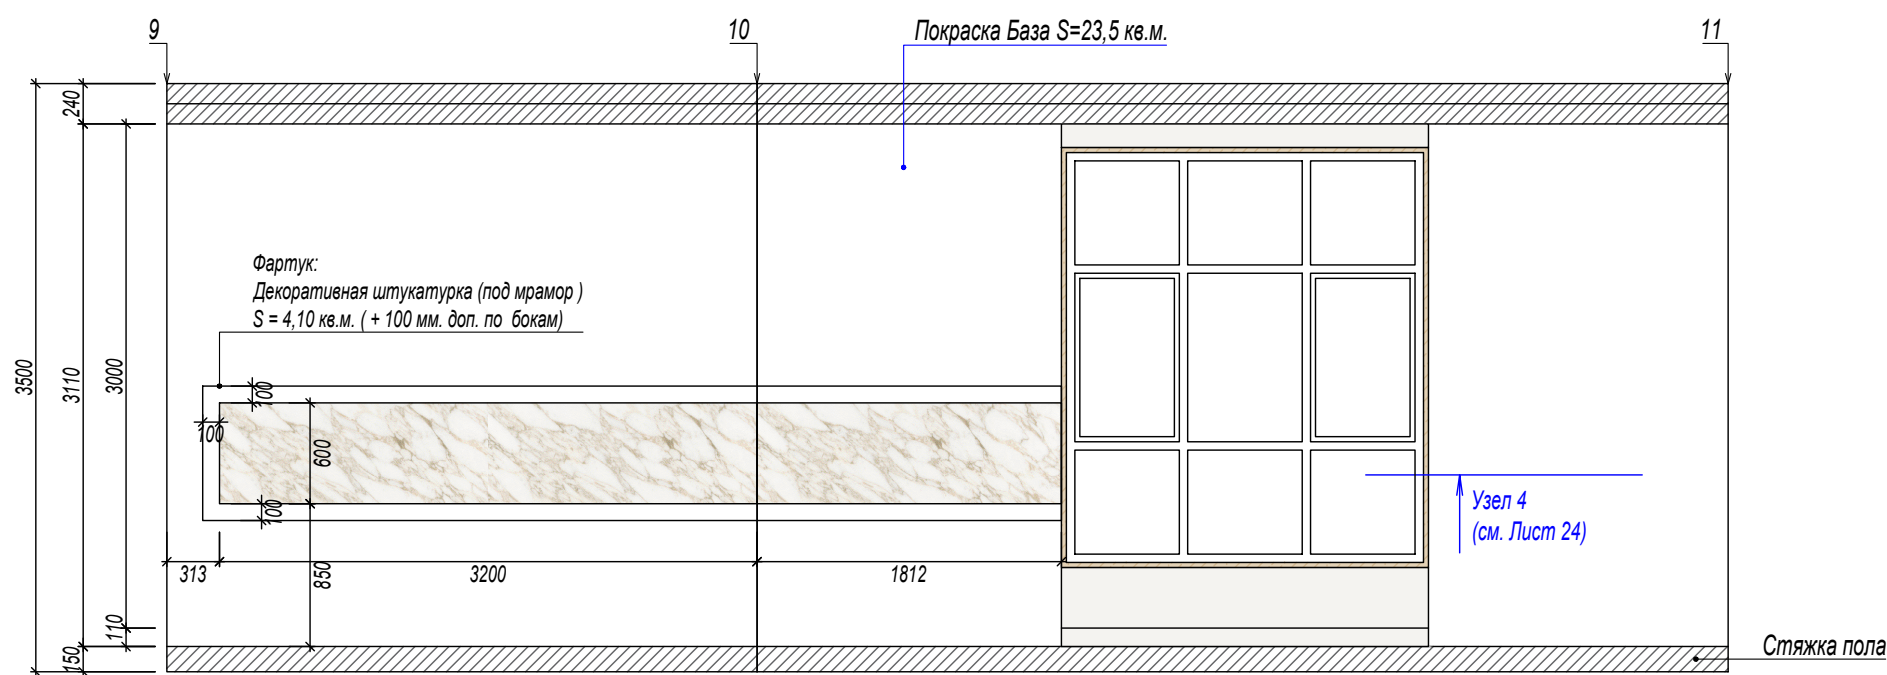 9
10
Покраска База S=23,5 кв.м.
11
240
Фартук:
Декоративная штукатурка (под мрамор )
S = 4,10 кв.м. ( + 100 мм. доп. по бокам)
3500
3110
3000
100
100
600
100
Узел 4
(см. Лист 24)
313
3200
850
1812
110
150
Стяжка пола